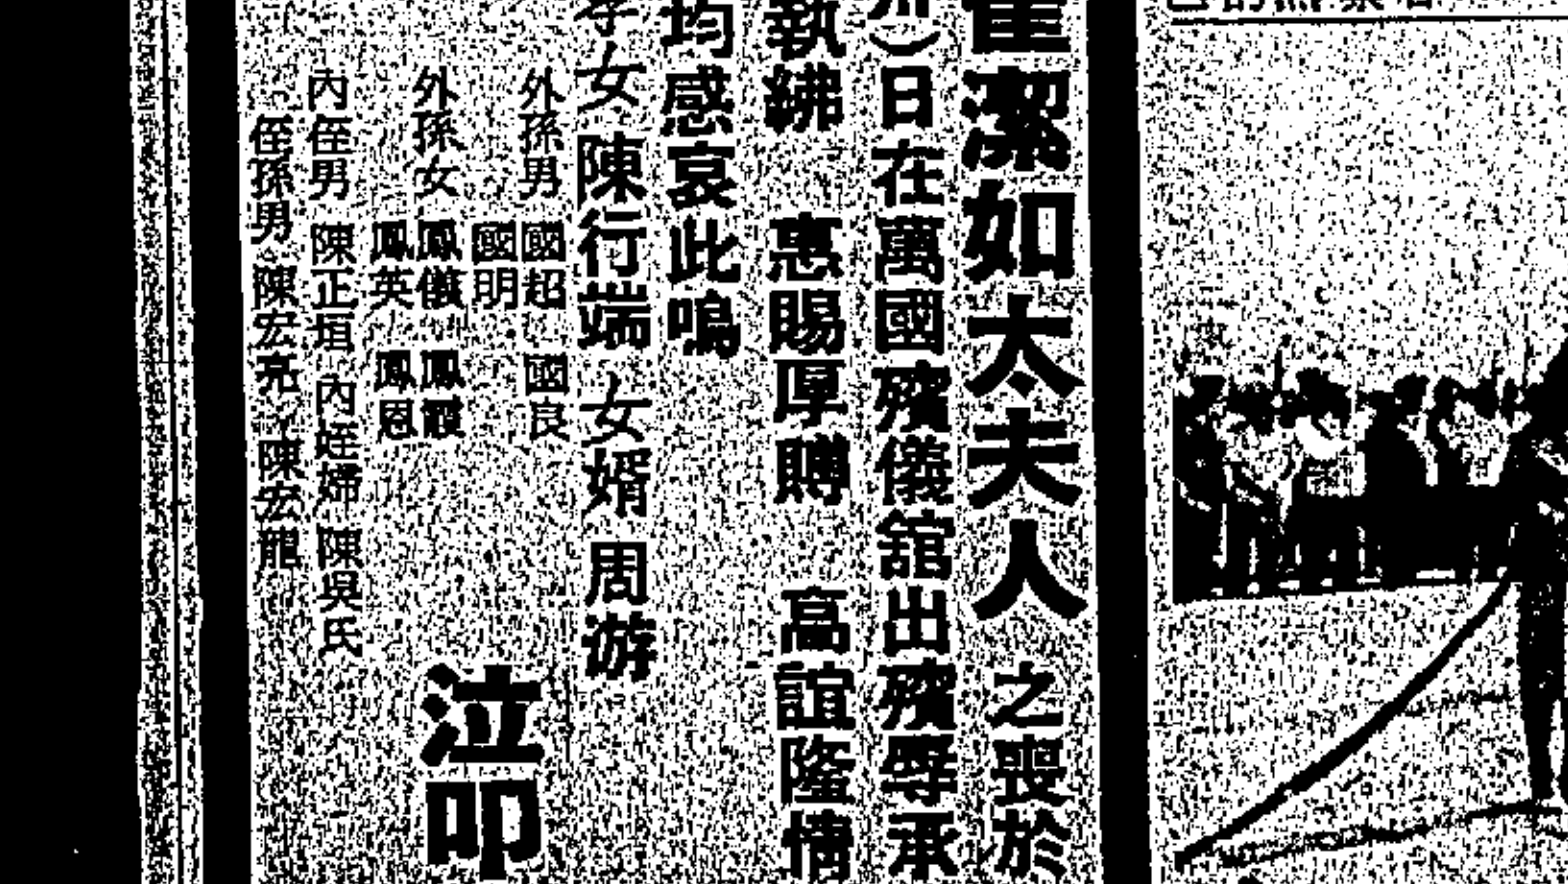 潔如太夫人 之喪於
日在萬國殯儀舘出殯辱承
執紼 惠賜厚賻 高誼隆情
均感哀此鳴
孝女 陳行端 女婿 周游
外孫男 國超 國良
國明
外孫女 鳳儀 鳳霞
鳳英 鳳恩
內侄男 陳正垣 內姪婦 陳吳氏
侄孫男 陳宏亮 陳宏龍
泣叩